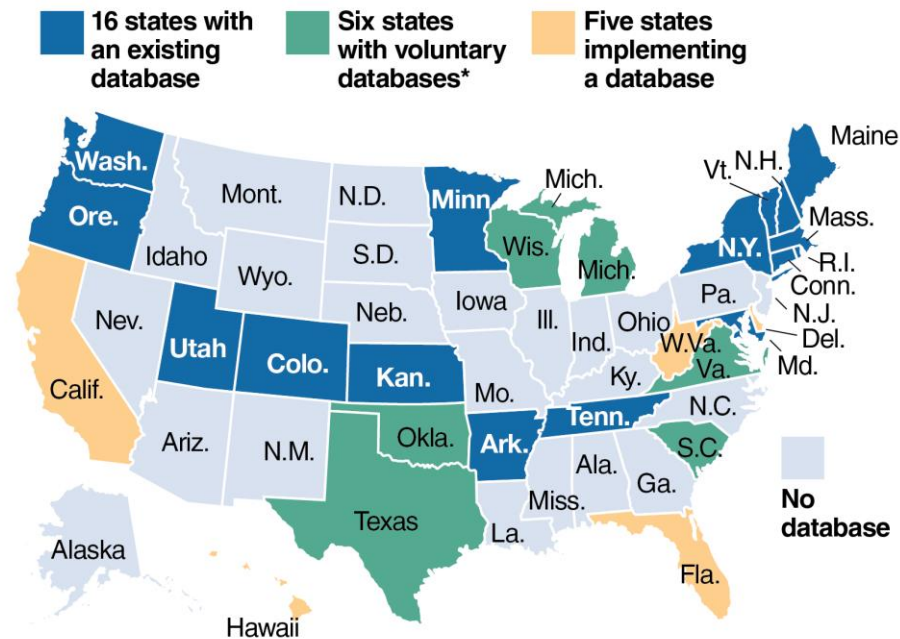 16 states with
an existing
database
Six states
with voluntary
databases*
Five states
implementing
a database
Wash.
Ore.
Mont.
N.D.
Minn.
Mich.
Maine
Vt.
N.H.
Mass.
Idaho
Wyo.
S.D.
Wis.
Mich.
N.Y.
R.I.
Conn.
N.J.
Del.
Md.
Nev.
Utah
Colo.
Neb.
Iowa
Ill.
Ind.
Ohio
Pa.
W.Va.
Va.
Calif.
Kan.
Mo.
Ky.
N.C.
Ariz.
N.M.
Okla.
Ark.
Tenn.
S.C.
Texas
La.
Miss.
Ala.
Ga.
Fla.
Alaska
Hawaii
No
database